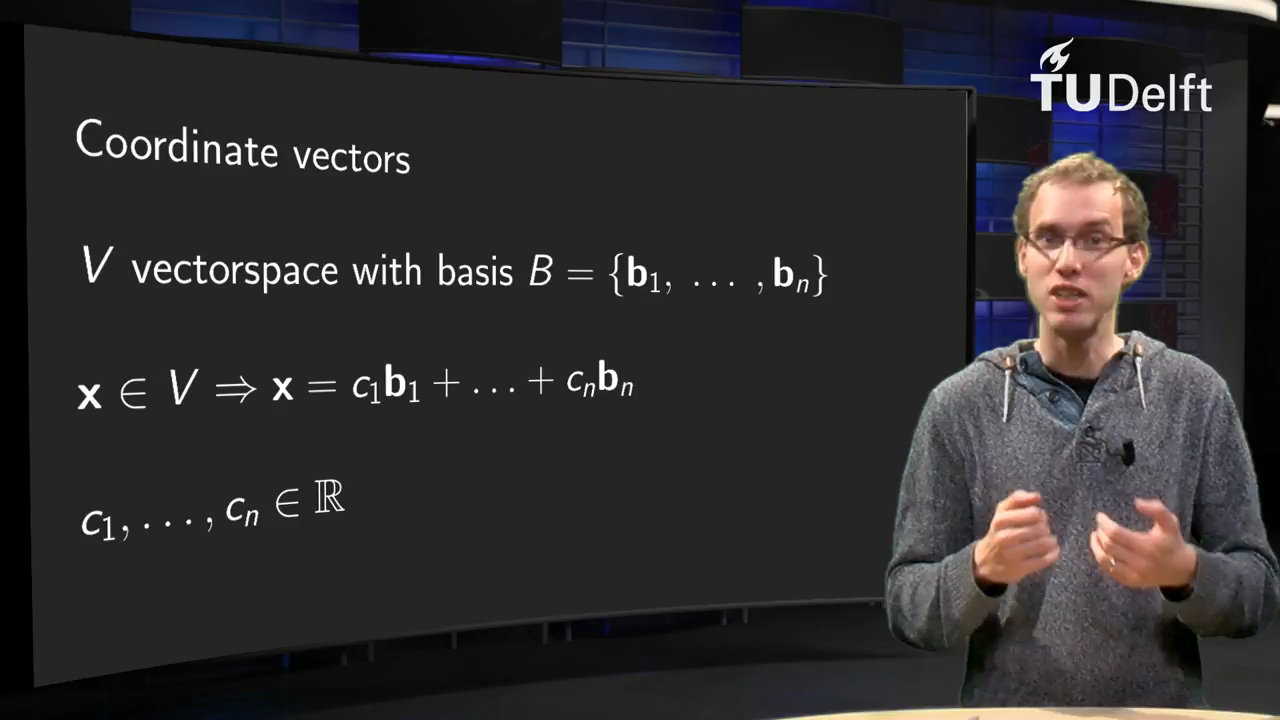 TUDelft
Coordinate vectors
V vectorspace with basis B = {b₁, … , bₙ}
x ∈ V ⇒ x = c₁b₁ + … + cₙbₙ
c₁, … , cₙ ∈ ℝ